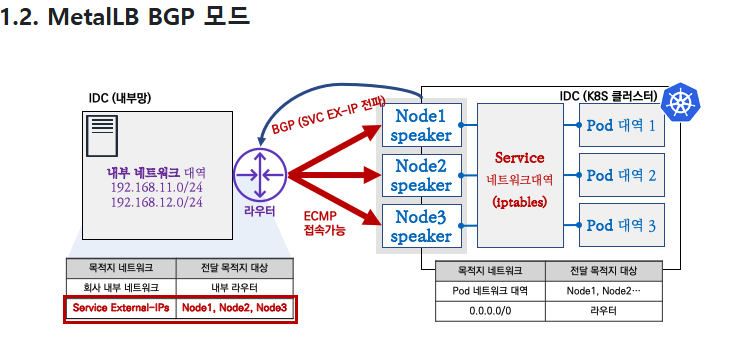 1.2. MetalLB BGP 모드
IDC (내부망)
내부 네트워크 대역
192.168.11.0/24
192.168.12.0/24
BGP (SVC EX-IP 전파)
라우터
ECMP
접속가능
IDC (K8S 클러스터)
Node1
speaker
Node2
speaker
Node3
speaker
Service
네트워크대역
(iptables)
Pod 대역 1
Pod 대역 2
Pod 대역 3
목적지 네트워크 전달 목적지 대상
회사 내부 네트워크 내부 라우터
Service External-IPs Node1, Node2, Node3
목적지 네트워크 전달 목적지 대상
Pod 네트워크 대역 Node1, Node2…
0.0.0.0/0 라우터